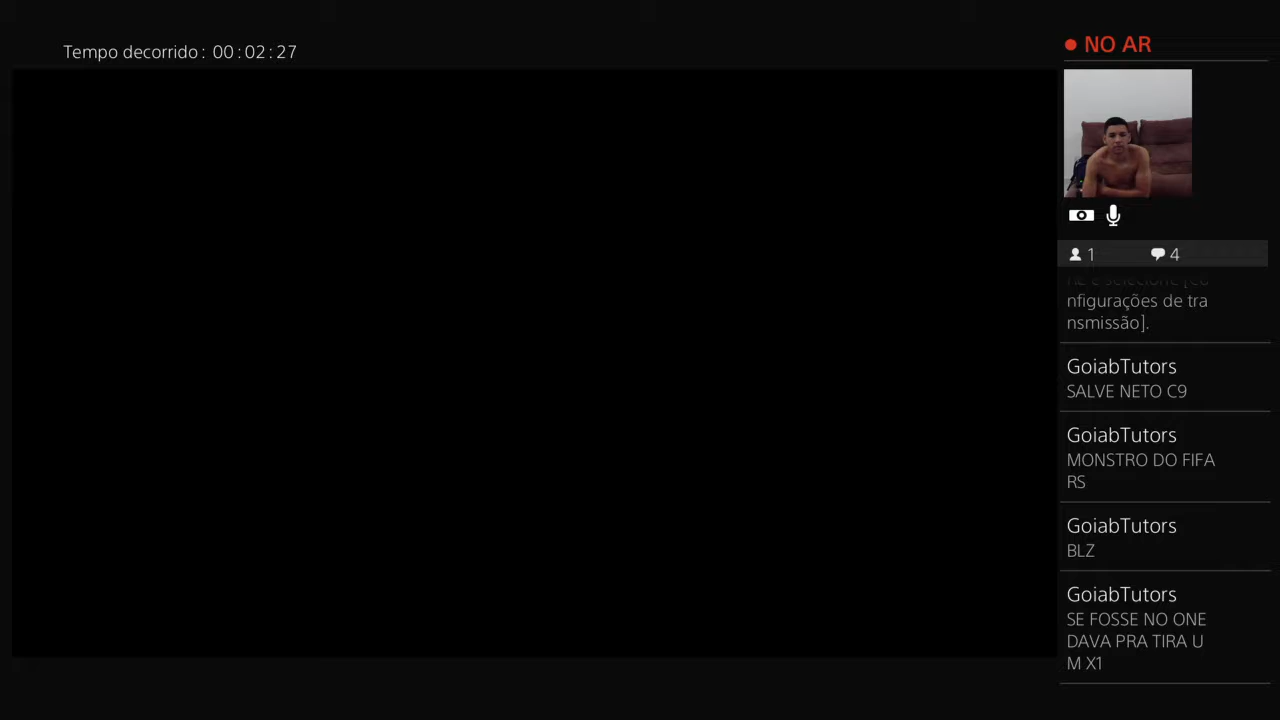 Tempo decorrido: 00:02:27
NO AR
1 4
nfigurações de tra
nsmissão].
GoiabTutors
SALVE NETO C9
GoiabTutors
MONSTRO DO FIFA
RS
GoiabTutors
BLZ
GoiabTutors
SE FOSSE NO ONE
DAVA PRA TIRA U
M X1